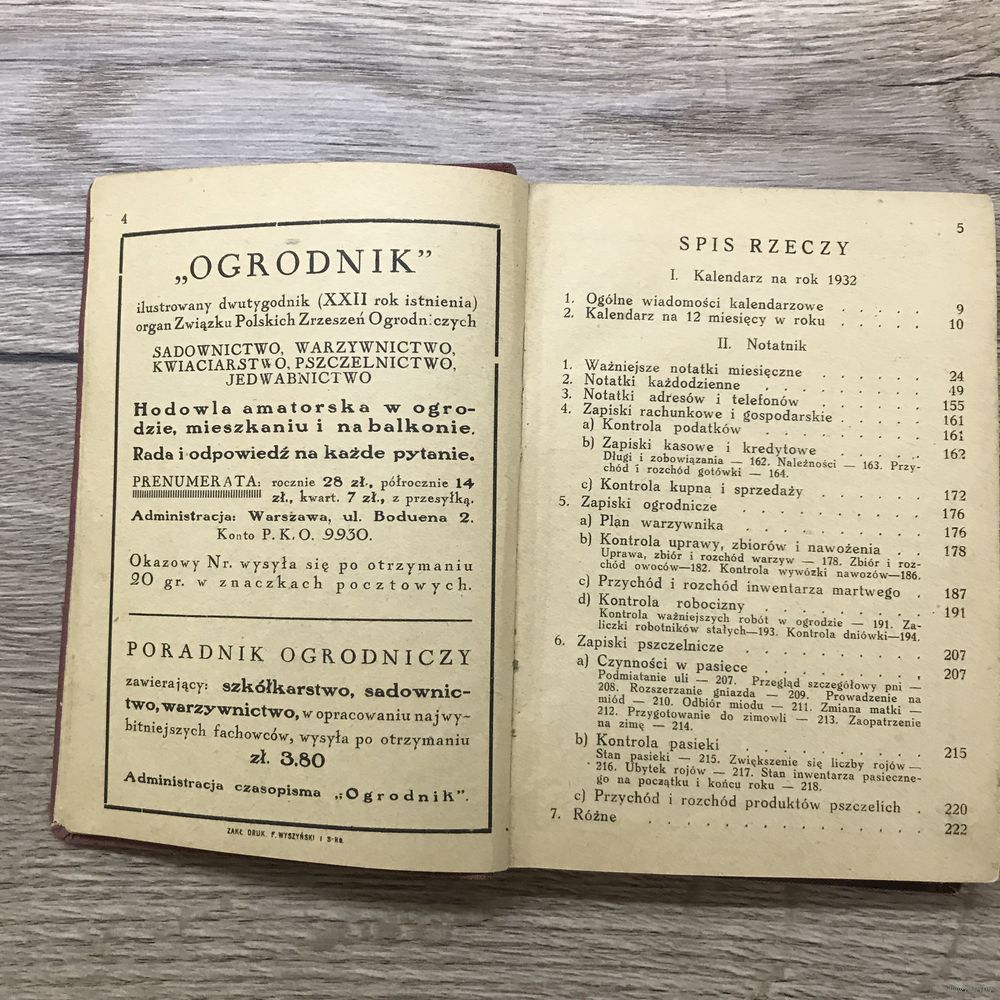 4
„OGRODNIK”
ilustrowany dwutygodnik (XXII rok istnienia)
organ Związku Polskich Zrzeszeń Ogrodniczych
SADOWNICTWO, WARZYWNICTWO,
KWIACIARSTWO, PSZCZELNICTWO,
JEDWABNICTWO
Hodowla amatorska w ogro-
dzie, mieszkaniu i na balkonie.
Rada i odpowiedź na każde pytanie.
PRENUMERATA: rocznie 28 zł., półrocznie 14
zł., kwart. 7 zł., z przesyłką.
Administracja: Warszawa, ul. Boduena 2.
Konto P. K. O. 9930.
Okazowy Nr. wysyła się po otrzymaniu
20 gr. w znaczkach pocztowych.
PORADNIK OGRODNICZY
zawierający: szkółkarstwo, sadownic-
two, warzywnictwo, w opracowaniu najwy-
bitniejszych fachowców, wysyła po otrzymaniu
zł. 3.80
Administracja czasopisma „Ogrodnik”.
ZAKŁ. DRUK. F. WYSZYŃSKI I S-KA
5
SPIS RZECZY
I. Kalendarz na rok 1932
1. Ogólne wiadomości kalendarzowe . . . . . 9
2. Kalendarz na 12 miesięcy w roku . . . . . 10
II. Notatnik
1. Ważniejsze notatki miesięczne . . . . . 24
2. Notatki każdodzienne . . . . . . . 49
3. Notatki adresów i telefonów . . . . . 155
4. Zapiski rachunkowe i gospodarskie . . . . 161
a) Kontrola podatków . . . . . . . 161
b) Zapiski kasowe i kredytowe . . . . . 162
Długi i zobowiązania — 162. Należności — 163. Przy-
chód i rozchód gotówki — 164.
c) Kontrola kupna i sprzedaży . . . . . 172
5. Zapiski ogrodnicze . . . . . . . 176
a) Plan warzywnika . . . . . . . 176
b) Kontrola uprawy, zbiorów i nawożenia . . 178
Uprawa, zbiór i rozchód warzyw — 178. Zbiór i roz-
chód owoców—182. Kontrola wywózki nawozów—186.
c) Przychód i rozchód inwentarza martwego . 187
d) Kontrola robocizny . . . . . . . 191
Kontrola ważniejszych robót w ogrodzie — 191. Za-
liczki robotników stałych—193. Kontrola dniówki—194.
6. Zapiski pszczelnicze . . . . . . . 207
a) Czynności w pasiece . . . . . . . 207
Podmiatanie uli — 207. Przegląd szczegółowy pni —
208. Rozszerzanie gniazda — 209. Prowadzenie na
miód — 210. Odbiór miodu — 211. Zmiana matki —
212. Przygotowanie do zimowli — 213. Zaopatrzenie
na zimę — 214.
b) Kontrola pasieki . . . . . . . 215
Stan pasieki — 215. Zwiększenie się liczby rojów —
216. Ubytek rojów — 217. Stan inwentarza pasieczne-
go na początku i końcu roku — 218.
c) Przychód i rozchód produktów pszczelich . 220
7. Różne . . . . . . . . . . 222